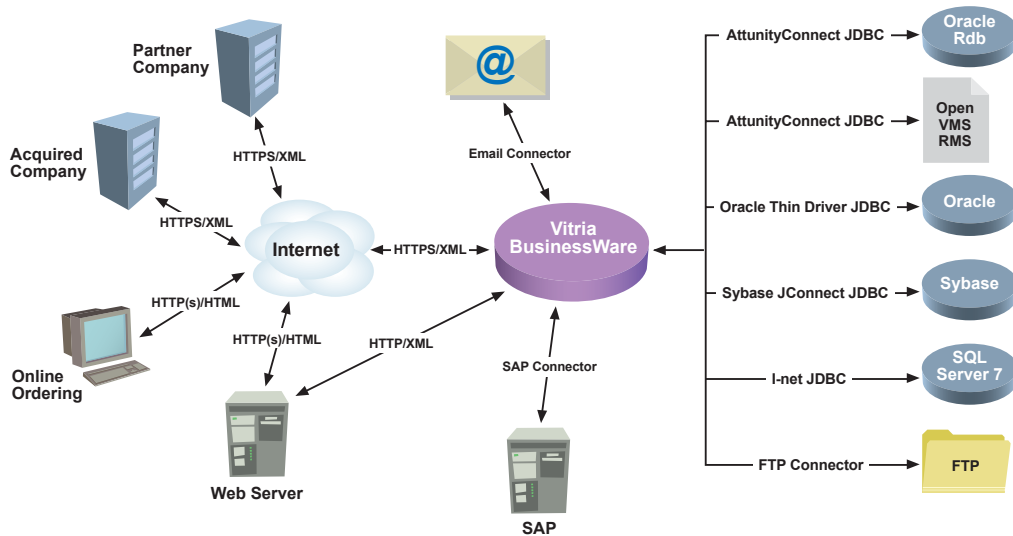 Partner
Company
Acquired
Company
HTTPS/XML
HTTPS/XML
Internet
HTTP(s)/HTML
HTTP(s)/HTML
Online
Ordering
Web Server
@
Email Connector
HTTPS/XML
Vitria
BusinessWare
HTTP/XML
SAP Connector
SAP
AttunityConnect JDBC
Oracle
Rdb
AttunityConnect JDBC
Open
VMS
RMS
Oracle Thin Driver JDBC
Oracle
Sybase JConnect JDBC
Sybase
I-net JDBC
SQL
Server 7
FTP Connector
FTP